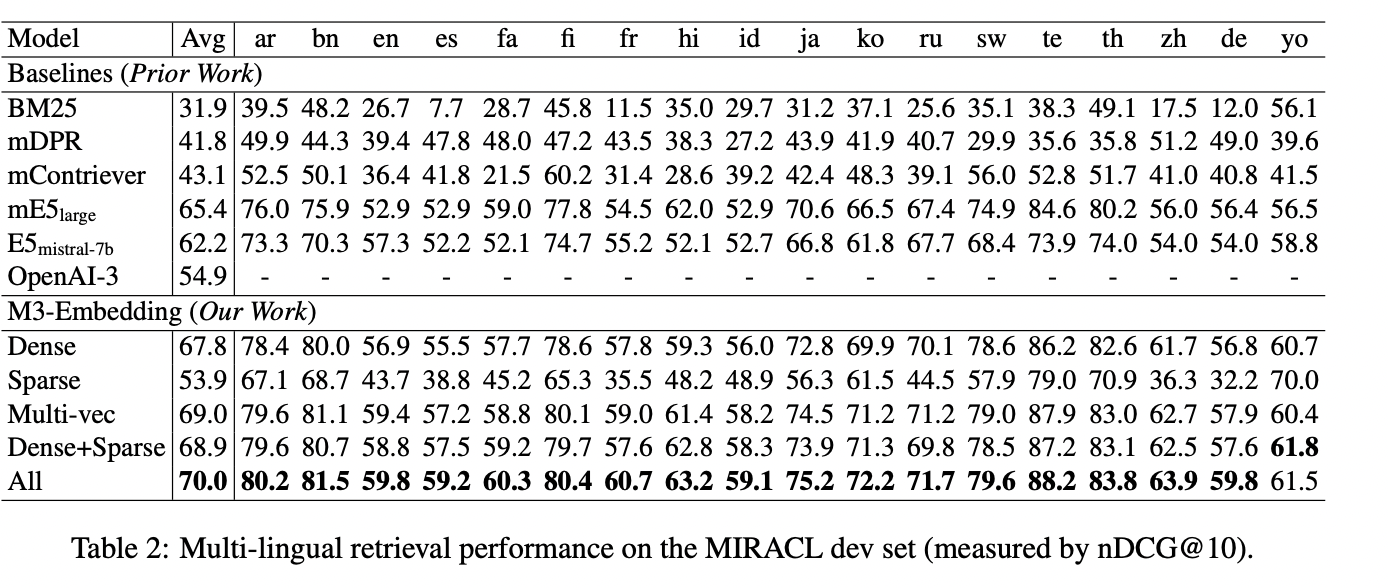 Model Avg ar bn en es fa fi fr hi id ja ko ru sw te th zh de yo
Baselines (Prior Work)
BM25 31.9 39.5 48.2 26.7 7.7 28.7 45.8 11.5 35.0 29.7 31.2 37.1 25.6 35.1 38.3 49.1 17.5 12.0 56.1
mDPR 41.8 49.9 44.3 39.4 47.8 48.0 47.2 43.5 38.3 27.2 43.9 41.9 40.7 29.9 35.6 35.8 51.2 49.0 39.6
mContriever 43.1 52.5 50.1 36.4 41.8 21.5 60.2 31.4 28.6 39.2 42.4 48.3 39.1 56.0 52.8 51.7 41.0 40.8 41.5
mE5large 65.4 76.0 75.9 52.9 52.9 59.0 77.8 54.5 62.0 52.9 70.6 66.5 67.4 74.9 84.6 80.2 56.0 56.4 56.5
E5mistral-7b 62.2 73.3 70.3 57.3 52.2 52.1 74.7 55.2 52.1 52.7 66.8 61.8 67.7 68.4 73.9 74.0 54.0 54.0 58.8
OpenAI-3 54.9 - - - - - - - - - - - - - - - - - -
M3-Embedding (Our Work)
Dense 67.8 78.4 80.0 56.9 55.5 57.7 78.6 57.8 59.3 56.0 72.8 69.9 70.1 78.6 86.2 82.6 61.7 56.8 60.7
Sparse 53.9 67.1 68.7 43.7 38.8 45.2 65.3 35.5 48.2 48.9 56.3 61.5 44.5 57.9 79.0 70.9 36.3 32.2 70.0
Multi-vec 69.0 79.6 81.1 59.4 57.2 58.8 80.1 59.0 61.4 58.2 74.5 71.2 71.2 79.0 87.9 83.0 62.7 57.9 60.4
Dense+Sparse 68.9 79.6 80.7 58.8 57.5 59.2 79.7 57.6 62.8 58.3 73.9 71.3 69.8 78.5 87.2 83.1 62.5 57.6 61.8
All 70.0 80.2 81.5 59.8 59.2 60.3 80.4 60.7 63.2 59.1 75.2 72.2 71.7 79.6 88.2 83.8 63.9 59.8 61.5
Table 2: Multi-lingual retrieval performance on the MIRACL dev set (measured by nDCG@10).